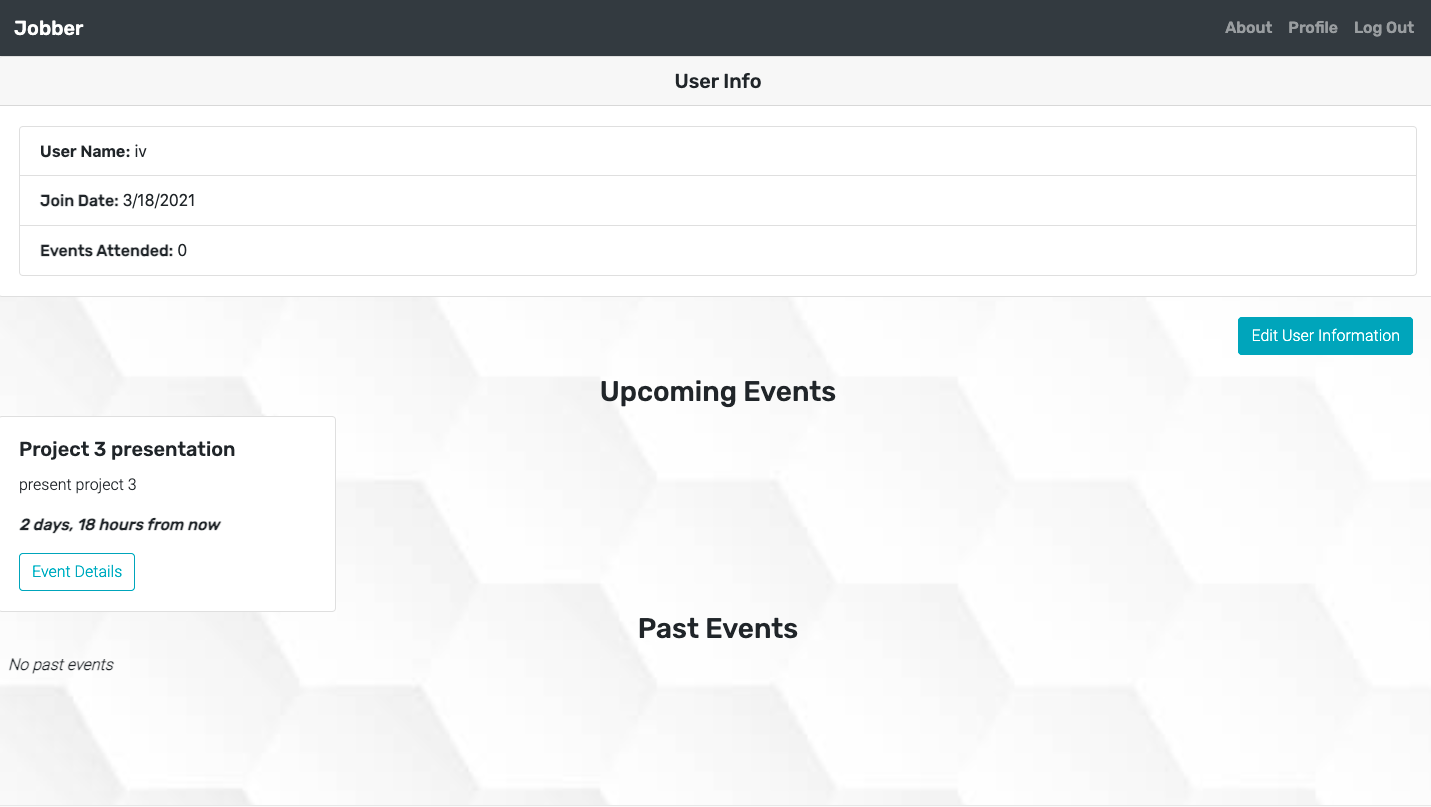 Jobber
About Profile Log Out
User Info
User Name: iv
Join Date: 3/18/2021
Events Attended: 0
Edit User Information
Upcoming Events
Project 3 presentation
present project 3
2 days, 18 hours from now
Event Details
Past Events
No past events